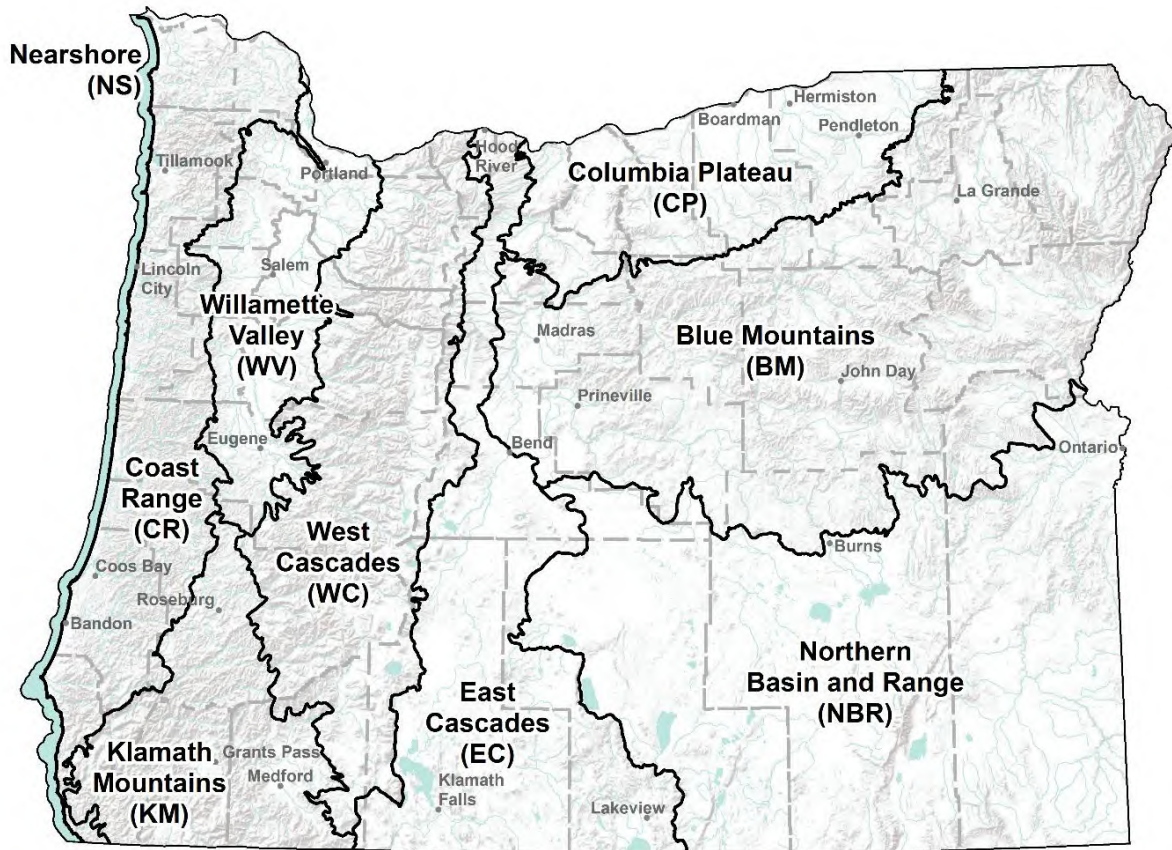 Nearshore
(NS)
Hermiston
Boardman
Pendleton
Hood
River
Tillamook
Portland
Columbia Plateau
(CP)
La Grande
Lincoln
City
Salem
Willamette
Valley
(WV)
Madras
Blue Mountains
(BM)
John Day
Prineville
Eugene
Bend
Ontario
Coast
Range
(CR)
West
Cascades
(WC)
Burns
Coos Bay
Roseburg
Bandon
Northern
Basin and Range
(NBR)
East
Cascades
(EC)
Klamath
Mountains
(KM)
Grants Pass
Medford
Klamath
Falls
Lakeview